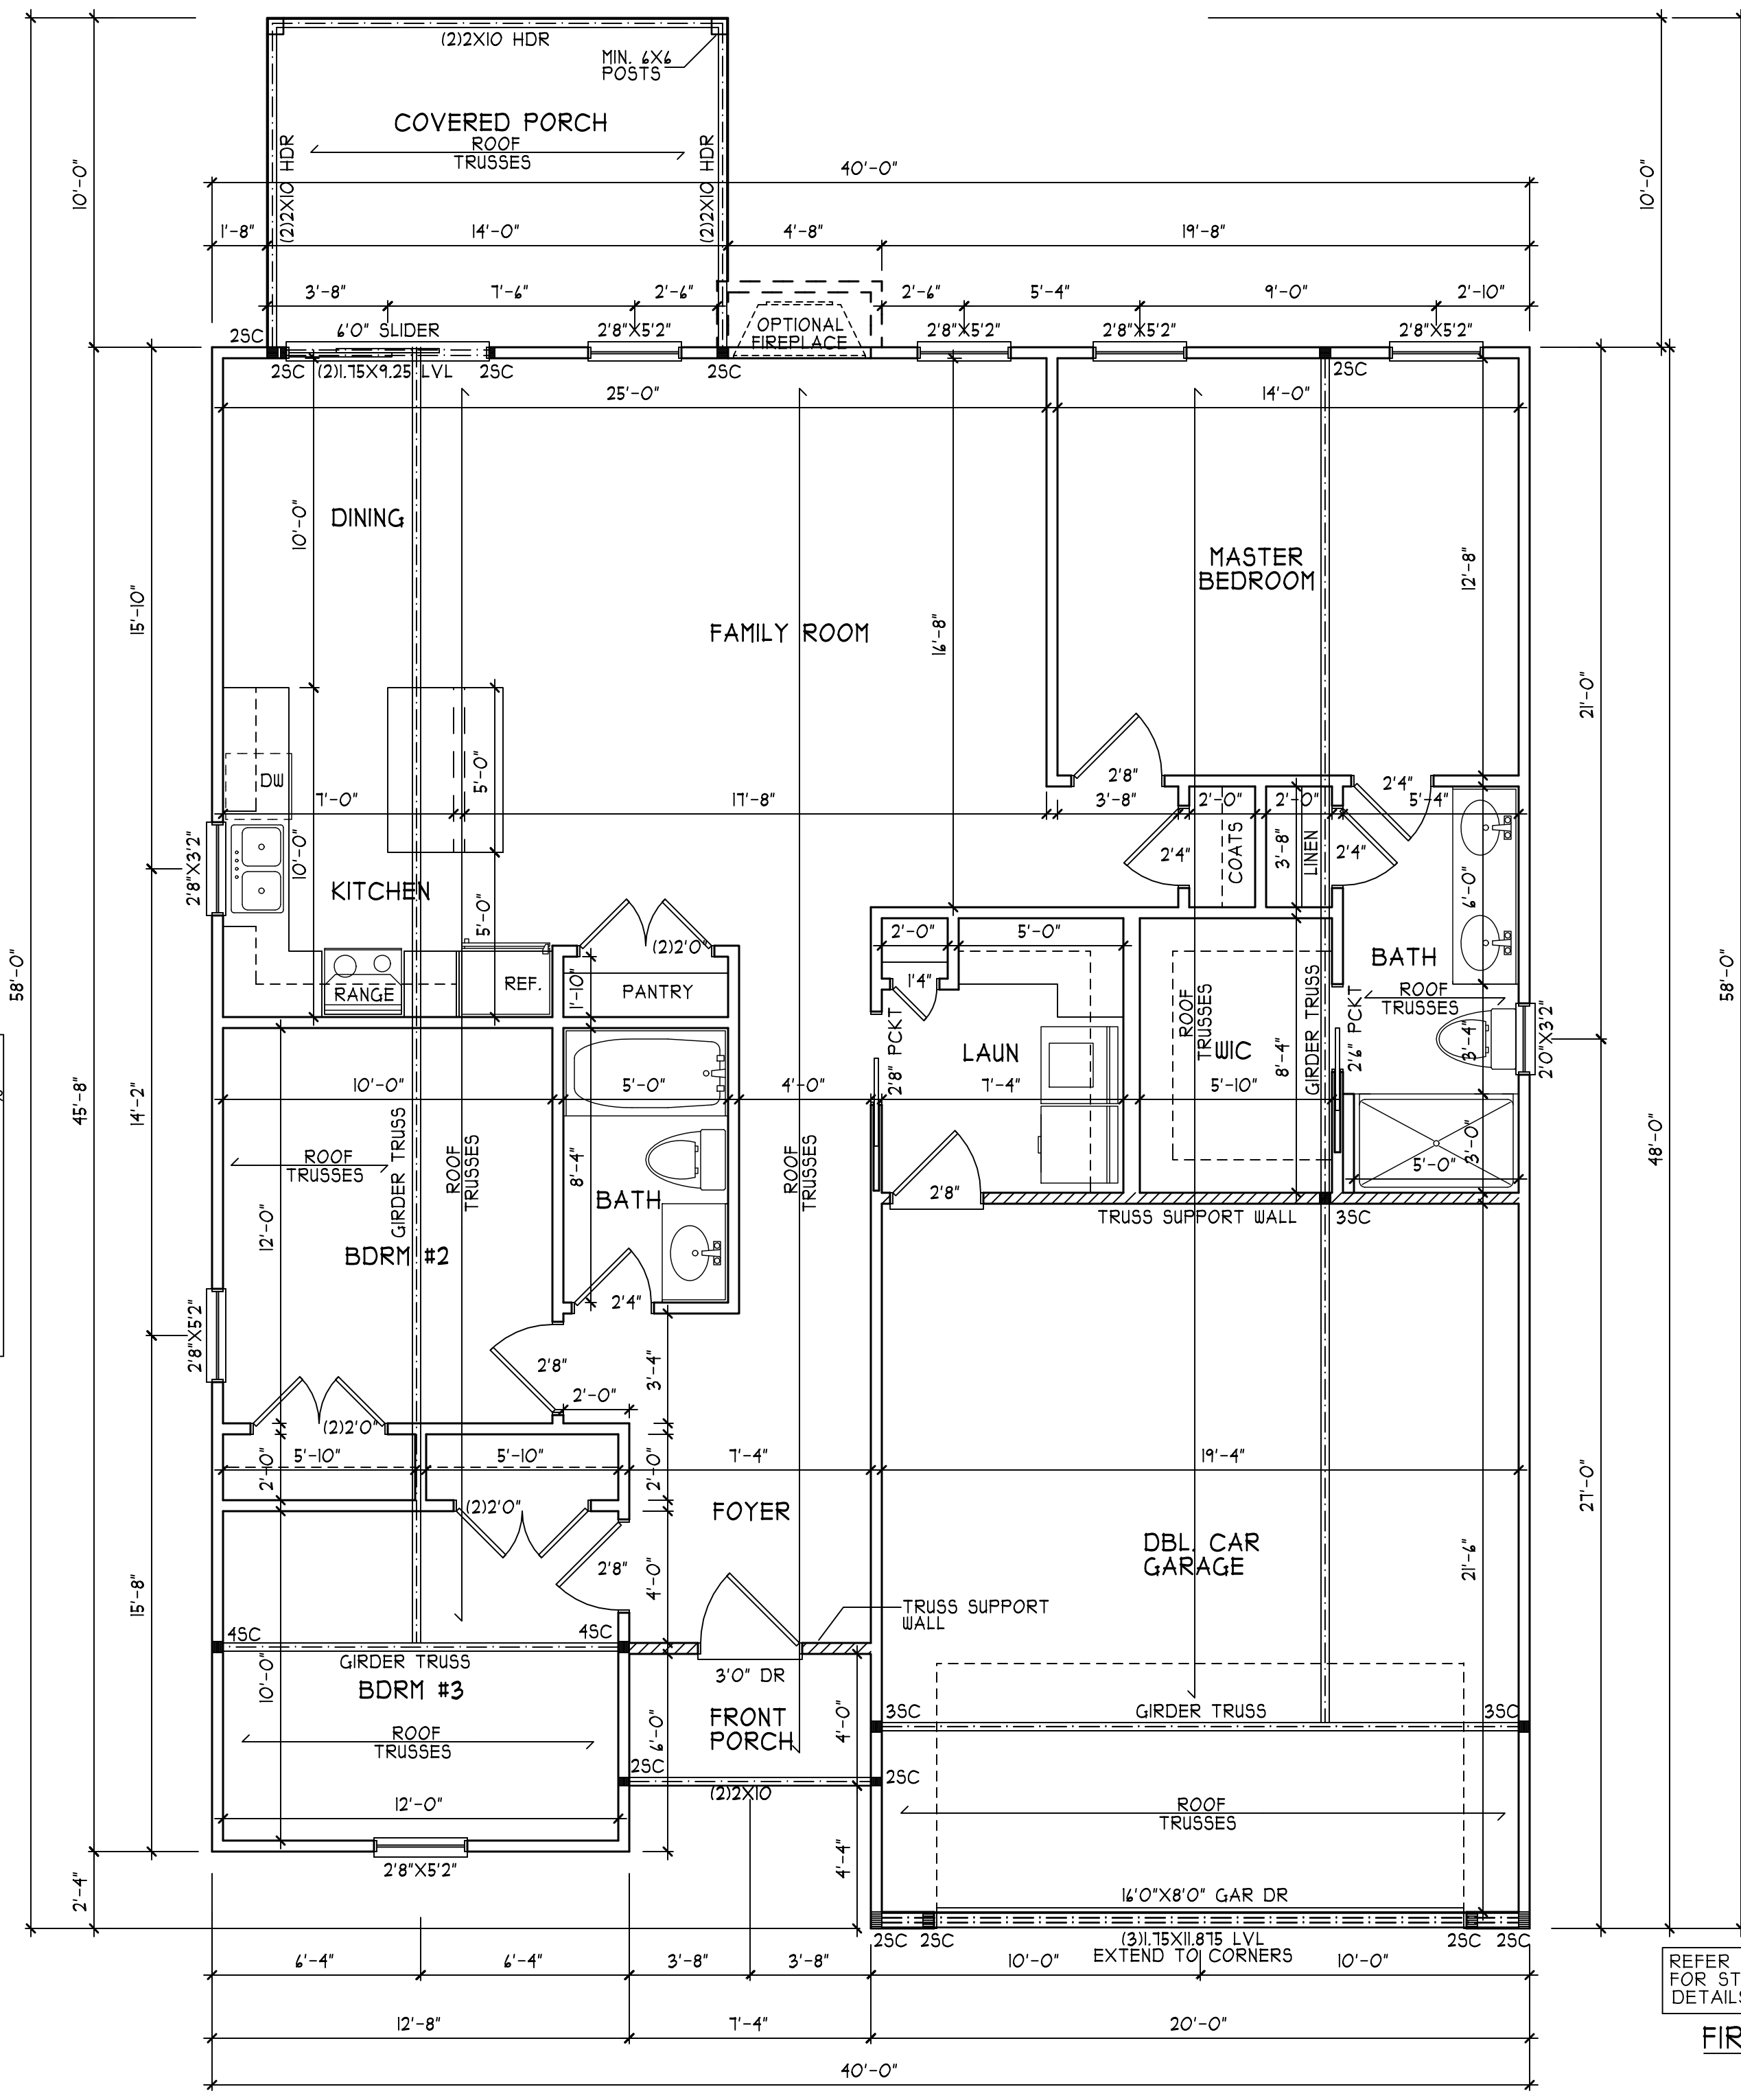 (2)2X10 HDR
MIN. 6X6
POSTS
COVERED PORCH
ROOF
TRUSSES
(2)2X10 HDR
(2)2X10 HDR
10'-0"
10'-0"
40'-0"
1'-8"
14'-0"
4'-8"
19'-8"
3'-8"
7'-6"
2'-6"
2'-6"
5'-4"
9'-0"
2'-10"
2SC
6'0" SLIDER
2'8"X5'2"
OPTIONAL
FIREPLACE
2'8"X5'2"
2'8"X5'2"
2'8"X5'2"
2SC
(2)1.75X9.25 LVL
2SC
2SC
2SC
25'-0"
14'-0"
DINING
10'-0"
15'-10"
FAMILY ROOM
16'-8"
MASTER
BEDROOM
12'-8"
21'-0"
DW
7'-0"
5'-0"
17'-8"
2'8"
3'-8"
2'-0"
2'-0"
2'4"
5'-4"
2'8"X3'2"
10'-0"
KITCHEN
5'-0"
2'4"
COATS
3'-8"
LINEN
2'4"
6'-0"
(2)2'0"
2'-0"
5'-0"
BATH
RANGE
REF.
1'-10"
PANTRY
1'4"
ROOF
TRUSSES
GIRDER TRUSS
ROOF
TRUSSES
58'-0"
58'-0"
2'8" PCKT
LAUN
WIC
8'-4"
2'6" PCKT
3'-4"
2'0"X3'2"
45'-8"
14'-2"
10'-0"
5'-0"
4'-0"
7'-4"
5'-10"
48'-0"
ROOF
TRUSSES
GIRDER TRUSS
ROOF
TRUSSES
8'-4"
BATH
ROOF
TRUSSES
5'-0"
3'-0"
2'8"
TRUSS SUPPORT WALL
3SC
12'-0"
BDRM #2
2'4"
2'8"X5'2"
2'8"
3'-4"
2'-0"
(2)2'0"
5'-10"
5'-10"
2'-0"
2'-0"
7'-4"
19'-4"
27'-0"
(2)2'0"
FOYER
DBL. CAR
GARAGE
21'-6"
15'-8"
2'8"
4'-0"
TRUSS SUPPORT
WALL
4SC
4SC
GIRDER TRUSS
BDRM #3
10'-0"
3'0" DR
FRONT
PORCH
6'-0"
4'-0"
3SC
GIRDER TRUSS
3SC
ROOF
TRUSSES
2SC
(2)2X10
2SC
12'-0"
ROOF
TRUSSES
2'8"X5'2"
4'-4"
2'-4"
16'0"X8'0" GAR DR
2SC
2SC
(3)1.75X11.875 LVL
EXTEND TO CORNERS
2SC
2SC
6'-4"
6'-4"
3'-8"
3'-8"
10'-0"
10'-0"
REFER
FOR ST
DETAILS
12'-8"
7'-4"
20'-0"
FIR
40'-0"